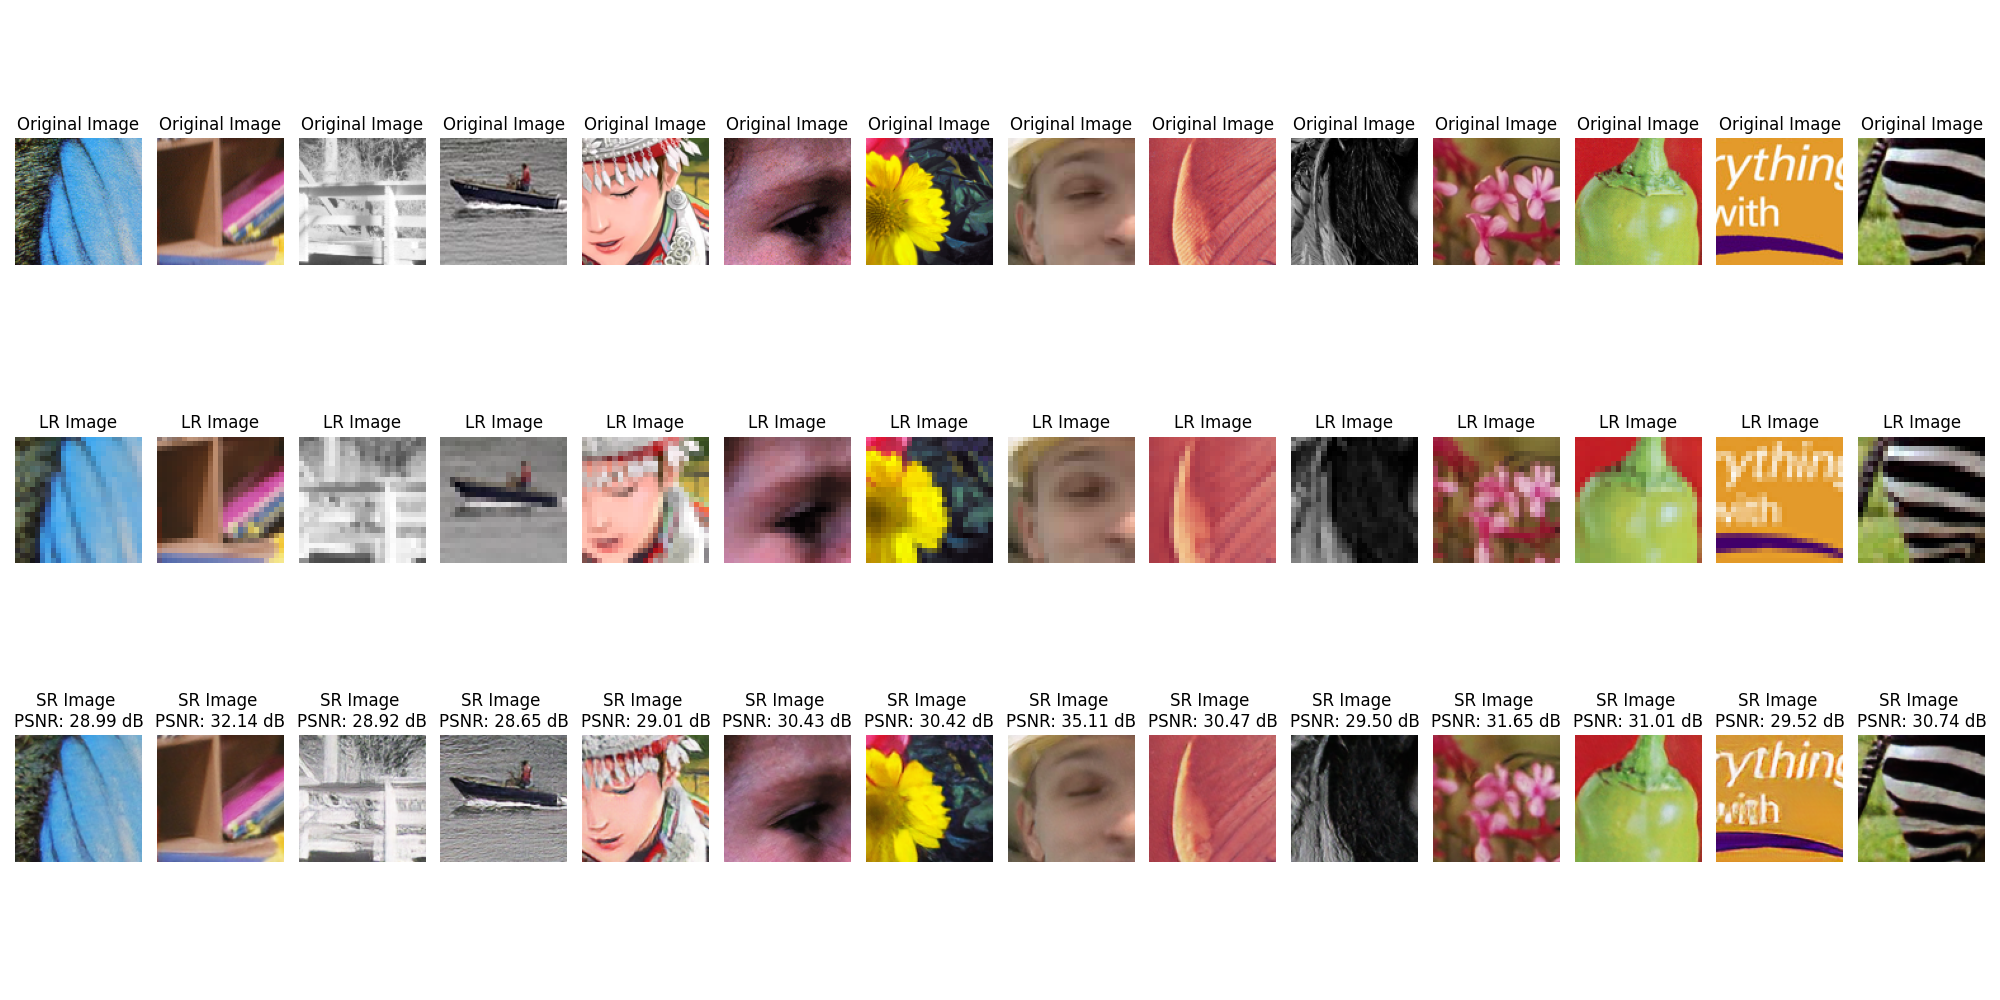 Original Image Original Image Original Image Original Image Original Image Original Image Original Image Original Image Original Image Original Image Original Image Original Image Original Image Original Image
rything
with
LR Image LR Image LR Image LR Image LR Image LR Image LR Image LR Image LR Image LR Image LR Image LR Image LR Image LR Image
ything
with
SR Image SR Image SR Image SR Image SR Image SR Image SR Image SR Image SR Image SR Image SR Image SR Image SR Image SR Image
PSNR: 28.99 dB PSNR: 32.14 dB PSNR: 28.92 dB PSNR: 28.65 dB PSNR: 29.01 dB PSNR: 30.43 dB PSNR: 30.42 dB PSNR: 35.11 dB PSNR: 30.47 dB PSNR: 29.50 dB PSNR: 31.65 dB PSNR: 31.01 dB PSNR: 29.52 dB PSNR: 30.74 dB
ything
with